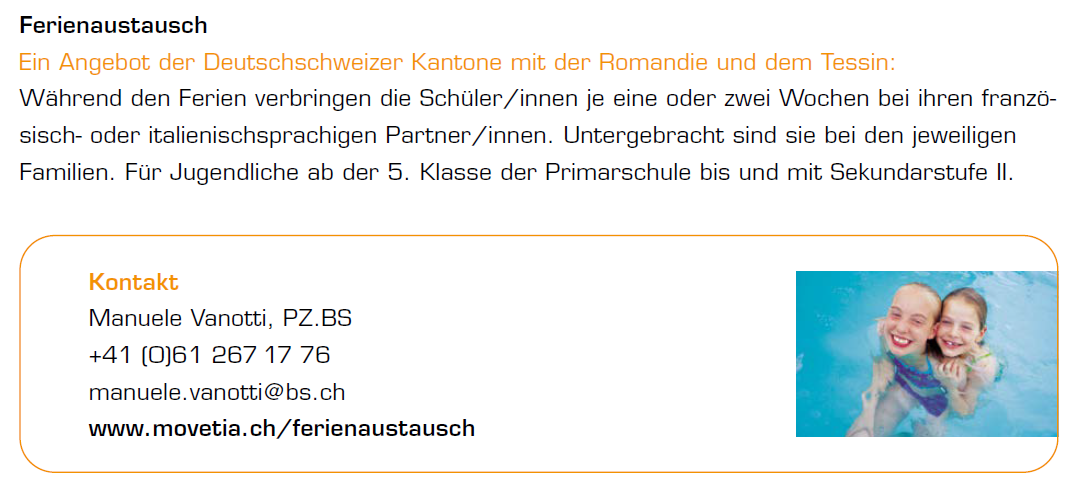 Ferienaustausch
Ein Angebot der Deutschschweizer Kantone mit der Romandie und dem Tessin:
Während den Ferien verbringen die Schüler/innen je eine oder zwei Wochen bei ihren franzö-
sisch- oder italienischsprachigen Partner/innen. Untergebracht sind sie bei den jeweiligen
Familien. Für Jugendliche ab der 5. Klasse der Primarschule bis und mit Sekundarstufe II.
Kontakt
Manuele Vanotti, PZ.BS
+41 (0)61 267 17 76
manuele.vanotti@bs.ch
www.movetia.ch/ferienaustausch